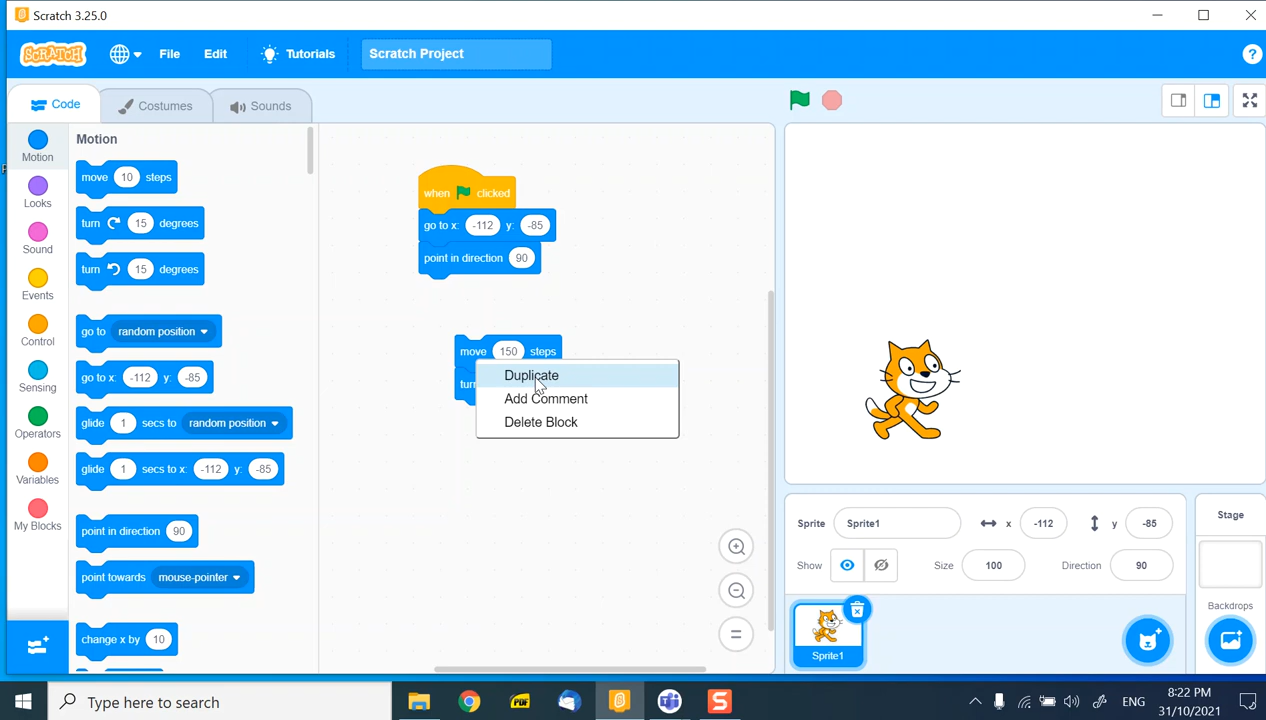 Scratch 3.25.0
SCRATCH File Edit Tutorials Scratch Project ?
Code Costumes Sounds
Motion
Looks
Sound
Events
Control
Sensing
Operators
Variables
My Blocks
Motion
move 10 steps
turn 15 degrees
turn 15 degrees
go to random position
go to x: -112 y: -85
glide 1 secs to random position
glide 1 secs to x: -112 y: -85
point in direction 90
point towards mouse-pointer
change x by 10
when clicked
go to x: -112 y: -85
point in direction 90
move 150 steps
Duplicate
Add Comment
Delete Block
Sprite Sprite1 x -112 y -85
Show Size 100 Direction 90
Sprite1
Stage
Backdrops
Type here to search
PDF
ENG
8:22 PM
31/10/2021